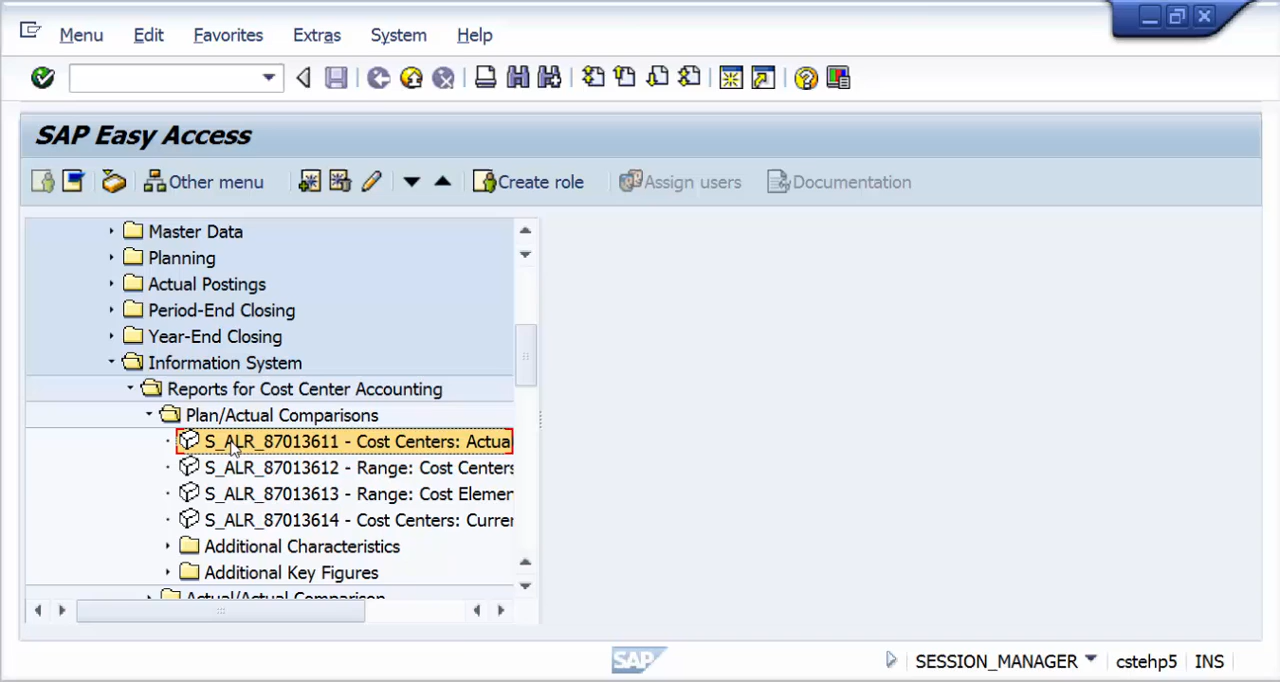 Menu Edit Favorites Extras System Help
SAP Easy Access
Other menu Create role Assign users Documentation
Master Data
Planning
Actual Postings
Period-End Closing
Year-End Closing
Information System
Reports for Cost Center Accounting
Plan/Actual Comparisons
S_ALR_87013611 - Cost Centers: Actua
S_ALR_87013612 - Range: Cost Centers
S_ALR_87013613 - Range: Cost Elemen
S_ALR_87013614 - Cost Centers: Currer
Additional Characteristics
Additional Key Figures
Actual/Actual Comparison
SAP SESSION_MANAGER cstehp5 INS